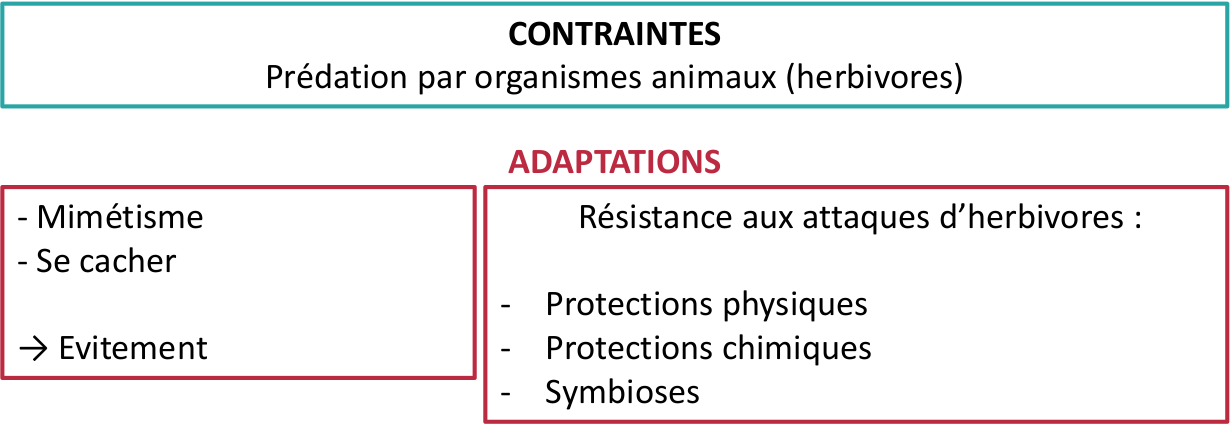 CONTRAINTES
Prédation par organismes animaux (herbivores)
ADAPTATIONS
- Mimétisme
- Se cacher
→ Evitement
Résistance aux attaques d’herbivores :
- Protections physiques
- Protections chimiques
- Symbioses